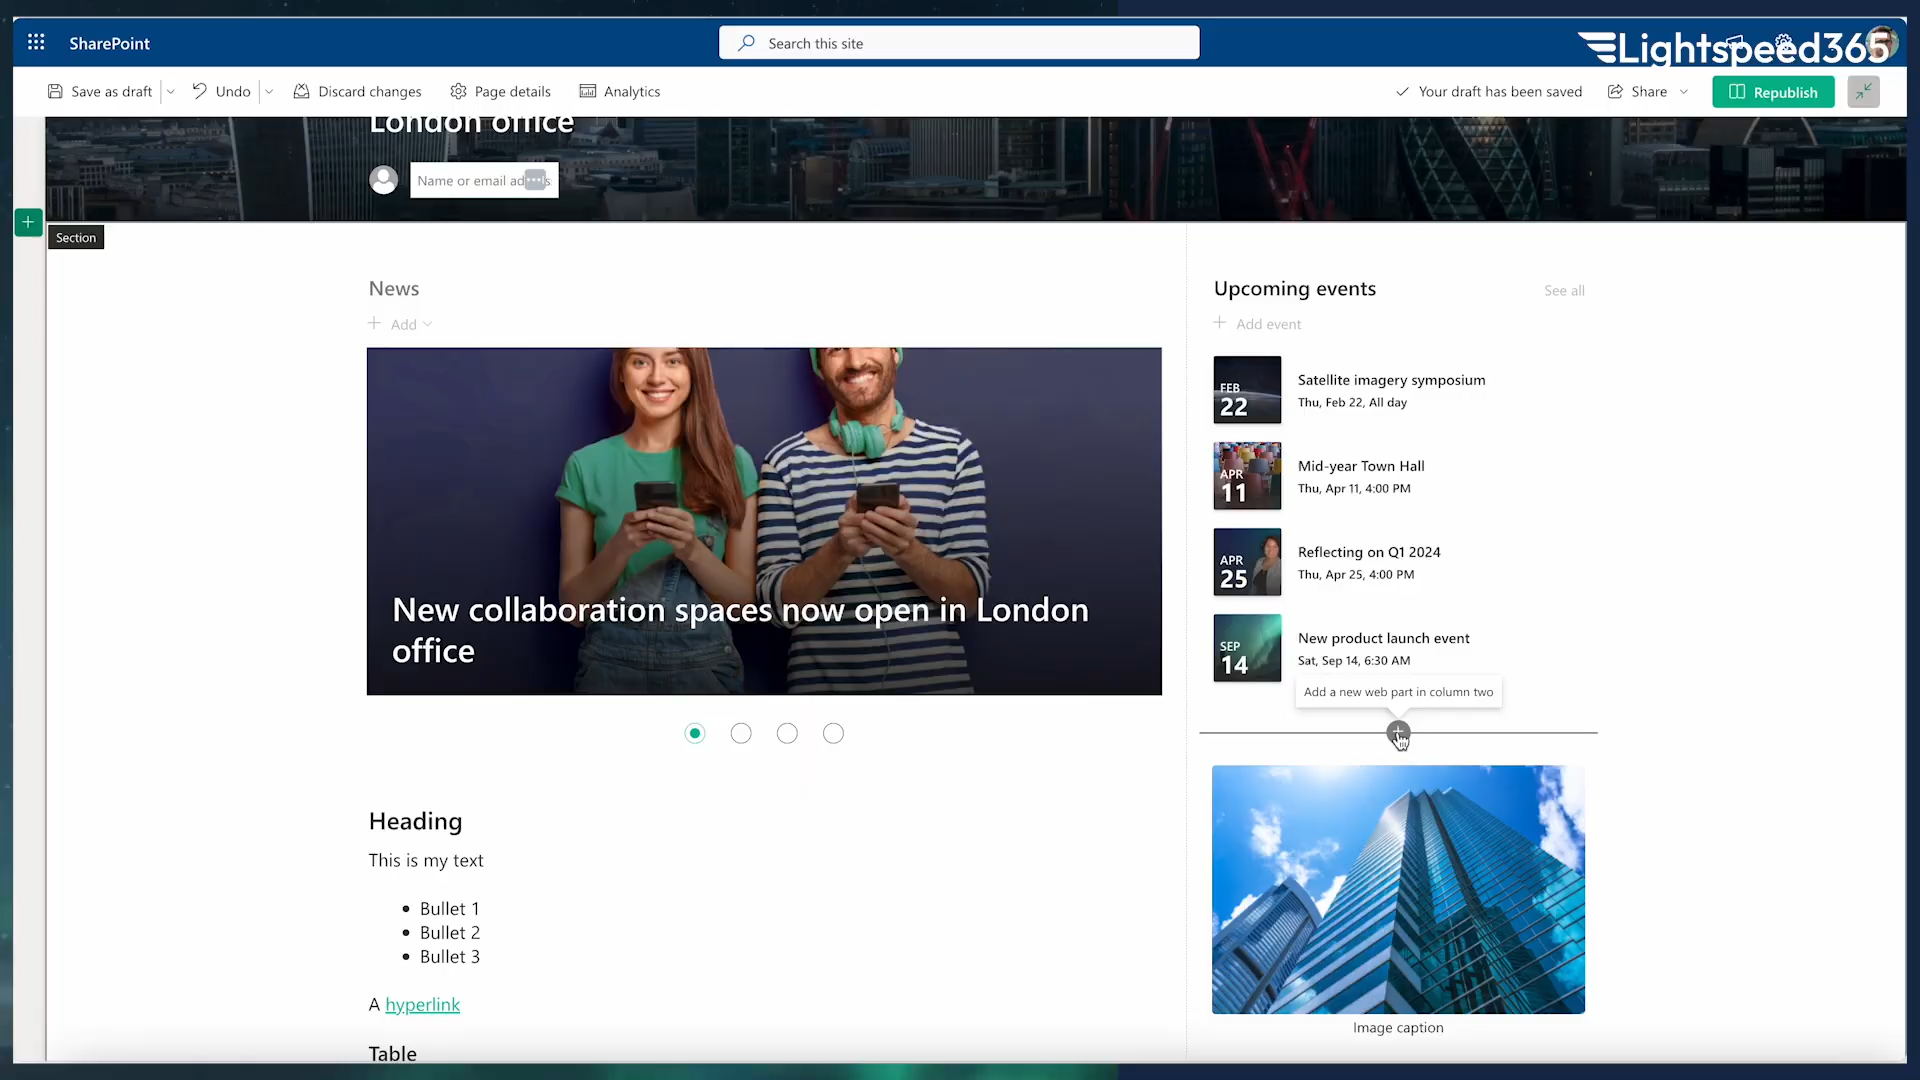 SharePoint
Search this site
Lightspeed365
Save as draft
Undo
Discard changes
Page details
Analytics
Your draft has been saved
Share
Republish
London office
Name or email
Section
News
Add
New collaboration spaces now open in London
office
Heading
This is my text
Bullet 1
Bullet 2
Bullet 3
A hyperlink
Table
Upcoming events
See all
Add event
FEB
22
Satellite imagery symposium
Thu, Feb 22, All day
APR
11
Mid-year Town Hall
Thu, Apr 11, 4:00 PM
APR
25
Reflecting on Q1 2024
Thu, Apr 25, 4:00 PM
SEP
14
New product launch event
Sat, Sep 14, 6:30 AM
Add a new web part in column two
Image caption